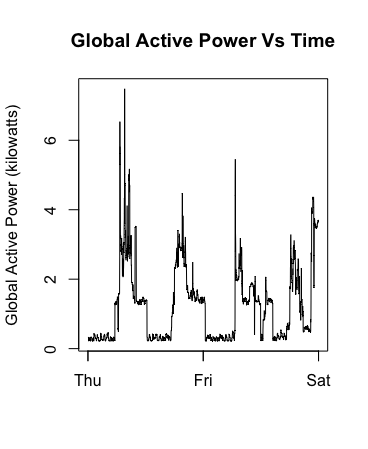 Global Active Power Vs Time
Global Active Power (kilowatts)
6
4
2
0
Thu Fri Sat